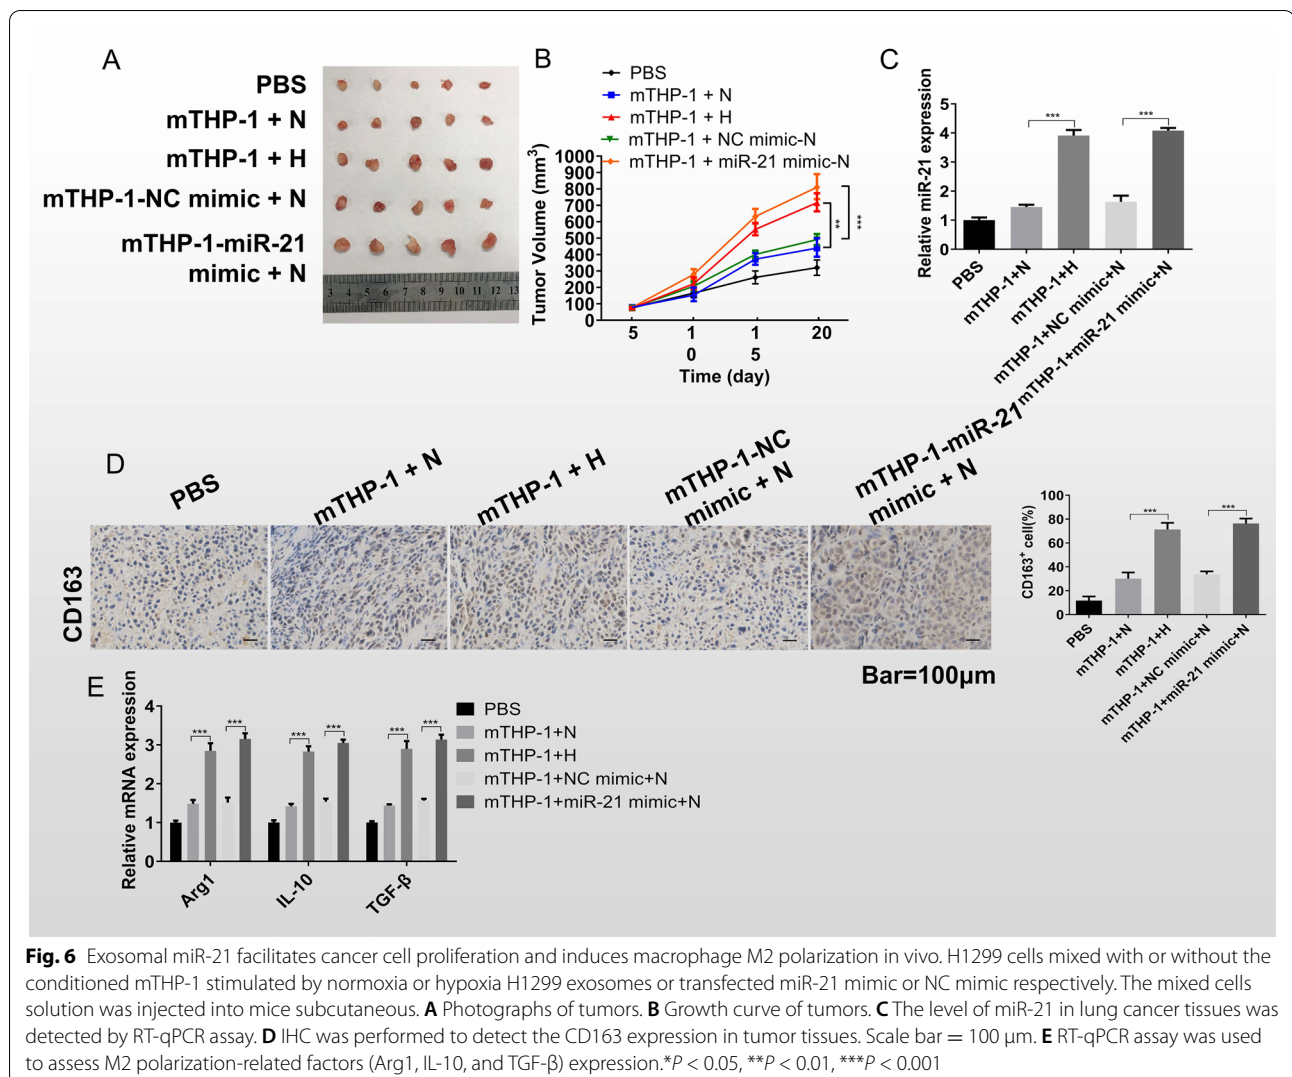 A
PBS
mTHP-1 + N
mTHP-1 + H
mTHP-1-NC mimic + N
mTHP-1-miR-21
mimic + N
3 4 5 6 7 8 9 10 11 12 13
B
PBS
mTHP-1 + N
mTHP-1 + H
mTHP-1 + NC mimic-N
mTHP-1 + miR-21 mimic-N
Tumor Volume (mm3)
1000
900
800
700
600
500
400
300
200
100
0
**
***
5 1 1 20
0 5
Time (day)
C
Relative miR-21 expression
5
4
3
2
1
0
*** ***
PBS
mTHP-1+N
mTHP-1+H
mTHP-1+NC mimic+N
mTHP-1+miR-21 mimic+N
D
PBS
mTHP-1 + N
mTHP-1 + H
mTHP-1-NC
mimic + N
mTHP-1-miR-21
mimic + N
CD163
Bar=100μm
CD163+ cell(%)
100
80
60
40
20
0
*** ***
PBS
mTHP-1+N
mTHP-1+H
mTHP-1+NC mimic+N
mTHP-1+miR-21 mimic+N
E
Relative mRNA expression
4
3
2
1
0
*** *** *** *** *** ***
Arg1
IL-10
TGF-β
PBS
mTHP-1+N
mTHP-1+H
mTHP-1+NC mimic+N
mTHP-1+miR-21 mimic+N
Fig. 6 Exosomal miR-21 facilitates cancer cell proliferation and induces macrophage M2 polarization in vivo. H1299 cells mixed with or without the
conditioned mTHP-1 stimulated by normoxia or hypoxia H1299 exosomes or transfected miR-21 mimic or NC mimic respectively. The mixed cells
solution was injected into mice subcutaneous. A Photographs of tumors. B Growth curve of tumors. C The level of miR-21 in lung cancer tissues was
detected by RT-qPCR assay. D IHC was performed to detect the CD163 expression in tumor tissues. Scale bar = 100 μm. E RT-qPCR assay was used
to assess M2 polarization-related factors (Arg1, IL-10, and TGF-β) expression.*P < 0.05, **P < 0.01, ***P < 0.001